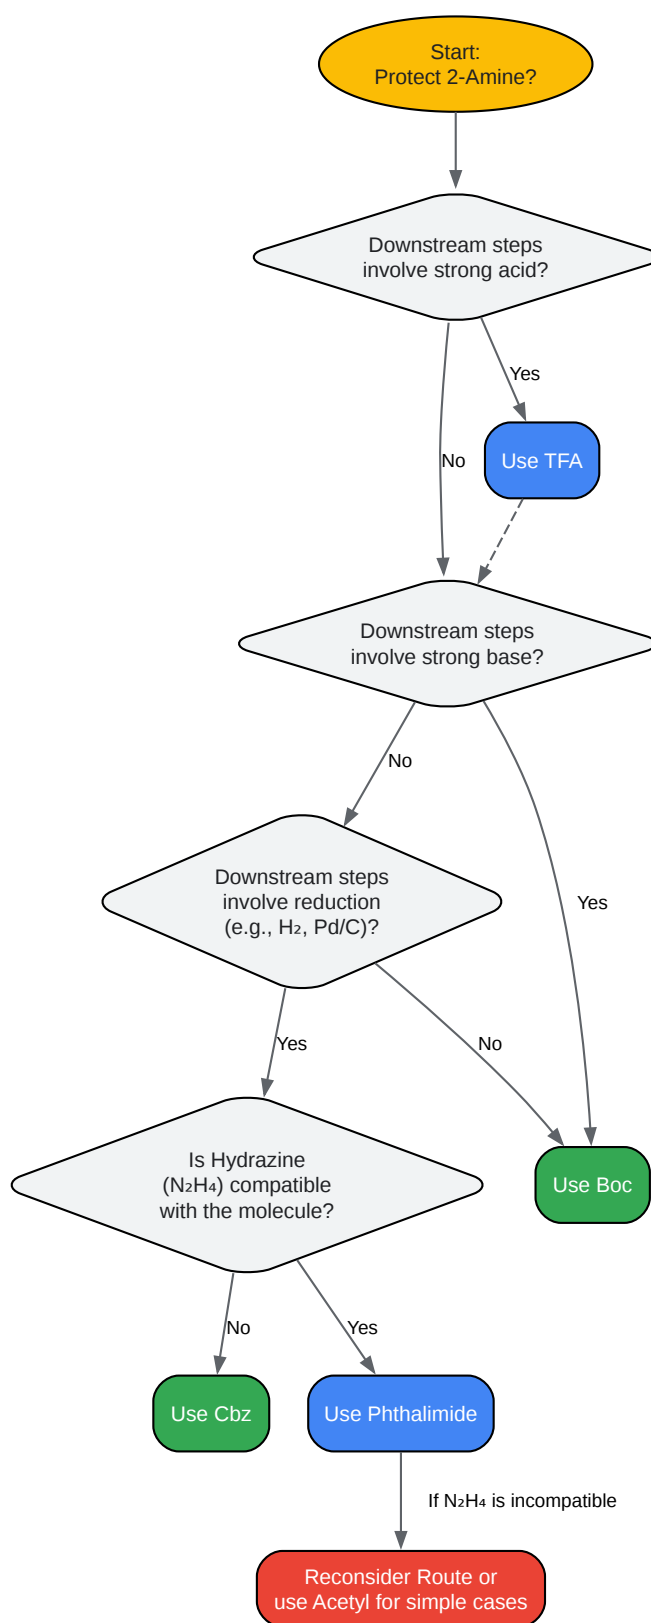 Start:
Protect 2-Amine?
Downstream steps
involve strong acid?
Yes
No
Use TFA
Downstream steps
involve strong base?
No
Downstream steps
involve reduction
(e.g., H₂, Pd/C)?
Yes
Yes
No
Is Hydrazine
(N₂H₄) compatible
with the molecule?
Use Boc
No
Yes
Use Cbz
Use Phthalimide
If N₂H₄ is incompatible
Reconsider Route or
use Acetyl for simple cases